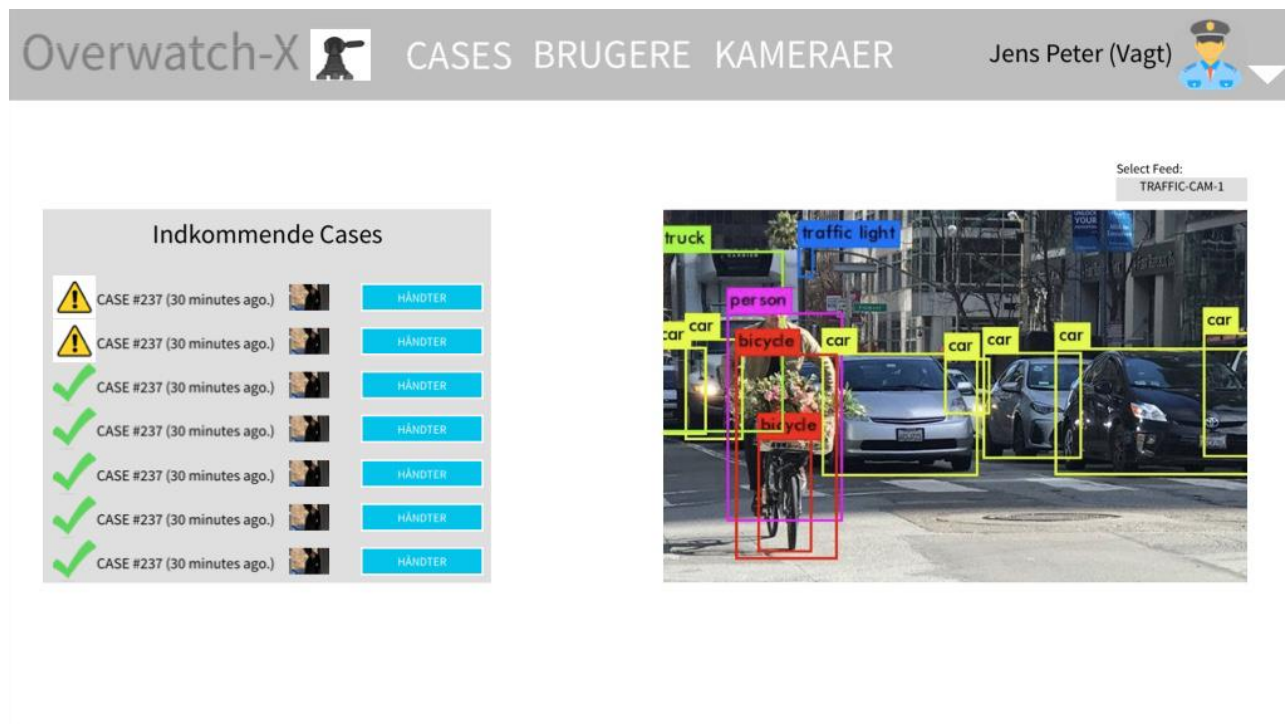 Overwatch-X CASES BRUGERE KAMERAER Jens Peter (Vagt)
Select Feed:
TRAFFIC-CAM-1
Indkommende Cases
CASE #237 (30 minutes ago.) HÅNDTER
CASE #237 (30 minutes ago.) HÅNDTER
CASE #237 (30 minutes ago.) HÅNDTER
CASE #237 (30 minutes ago.) HÅNDTER
CASE #237 (30 minutes ago.) HÅNDTER
CASE #237 (30 minutes ago.) HÅNDTER
CASE #237 (30 minutes ago.) HÅNDTER
UNLOCK
YOUR
truck traffic light
person
car car bicycle car car car car car
bicycle